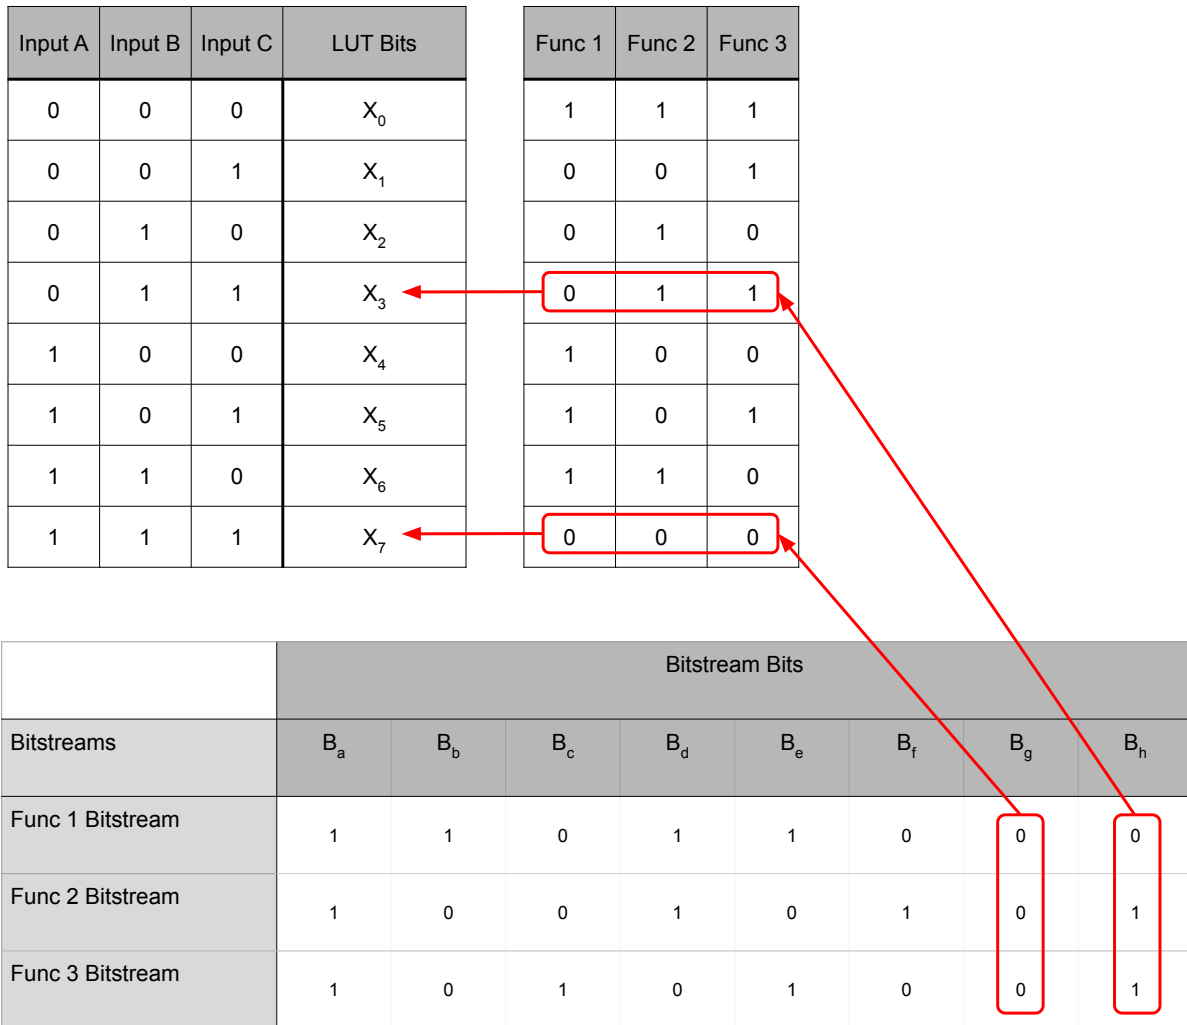 Input A Input B Input C LUT Bits Func 1 Func 2 Func 3
0 0 0 X0 1 1 1
0 0 1 X1 0 0 1
0 1 0 X2 0 1 0
0 1 1 X3 0 1 1
1 0 0 X4 1 0 0
1 0 1 X5 1 0 1
1 1 0 X6 1 1 0
1 1 1 X7 0 0 0
Bitstream Bits
Bitstreams Ba Bb Bc Bd Be Bf Bg Bh
Func 1 Bitstream 1 1 0 1 1 0 0 0
Func 2 Bitstream 1 0 0 1 0 1 0 1
Func 3 Bitstream 1 0 1 0 1 0 0 1